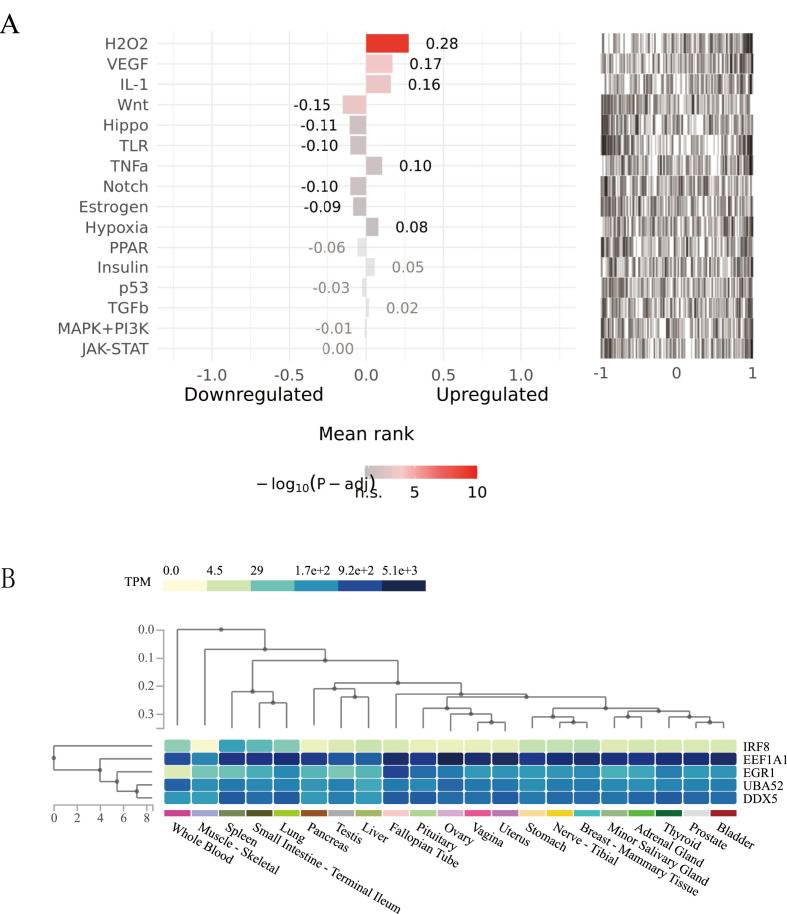 A
H2O2 0.28
VEGF 0.17
IL-1 0.16
Wnt -0.15
Hippo -0.11
TLR -0.10
TNFa 0.10
Notch -0.10
Estrogen -0.09
Hypoxia 0.08
PPAR -0.06
Insulin 0.05
p53 -0.03
TGFb 0.02
MAPK+PI3K -0.01
JAK-STAT 0.00
-1.0 -0.5 0.0 0.5 1.0 -1 0 1
Downregulated Upregulated
Mean rank
−log10(P−adj)
n.s. 5 10
B
0.0 4.5 29 1.7e+2 9.2e+2 5.1e+3
TPM
0.0
0.1
0.2
0.3
IRF8
EEF1A1
EGR1
UBA52
DDX5
0 2 4 6 8
Whole Blood
Muscle - Skeletal
Spleen
Small Intestine - Terminal Ileum
Lung
Pancreas
Testis
Liver
Fallopian Tube
Pituitary
Ovary
Vagina
Uterus
Stomach
Nerve - Tibial
Breast - Mammary Tissue
Minor Salivary Gland
Adrenal Gland
Thyroid
Prostate
Bladder